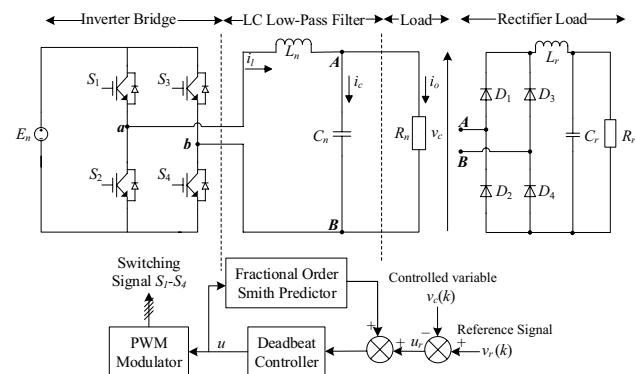 Inverter Bridge
LC Low-Pass Filter
Load
Rectifier Load
S1
S3
il
Ln
A
ic
io
Lr
D1
D3
En
a
b
Cn
Rn
vc
A
B
Cr
Rr
S2
S4
B
D2
D4
Switching
Signal S1-S4
Fractional Order
Smith Predictor
Controlled variable
vc(k)
PWM
Modulator
u
Deadbeat
Controller
+
+
ur
−
+
Reference Signal
vr(k)